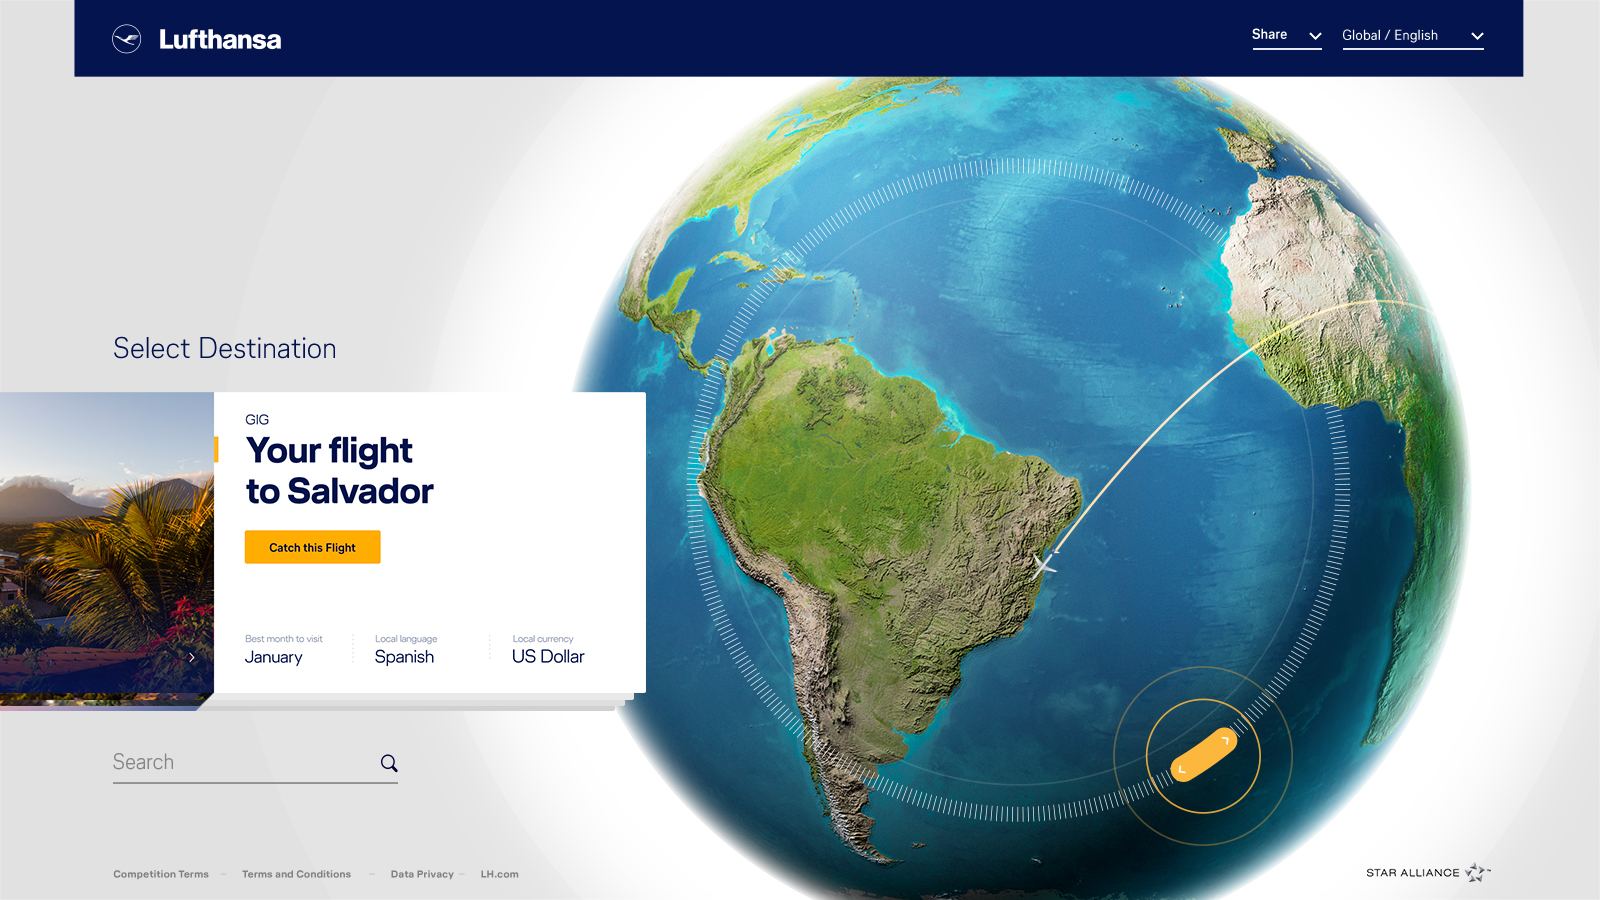 Lufthansa
Share
Global / English
Select Destination
GIG
Your flight
to Salvador
Catch this Flight
Best month to visit
Local language
Local currency
January
Spanish
US Dollar
Search
Competition Terms – Terms and Conditions – Data Privacy – LH.com
STAR ALLIANCE